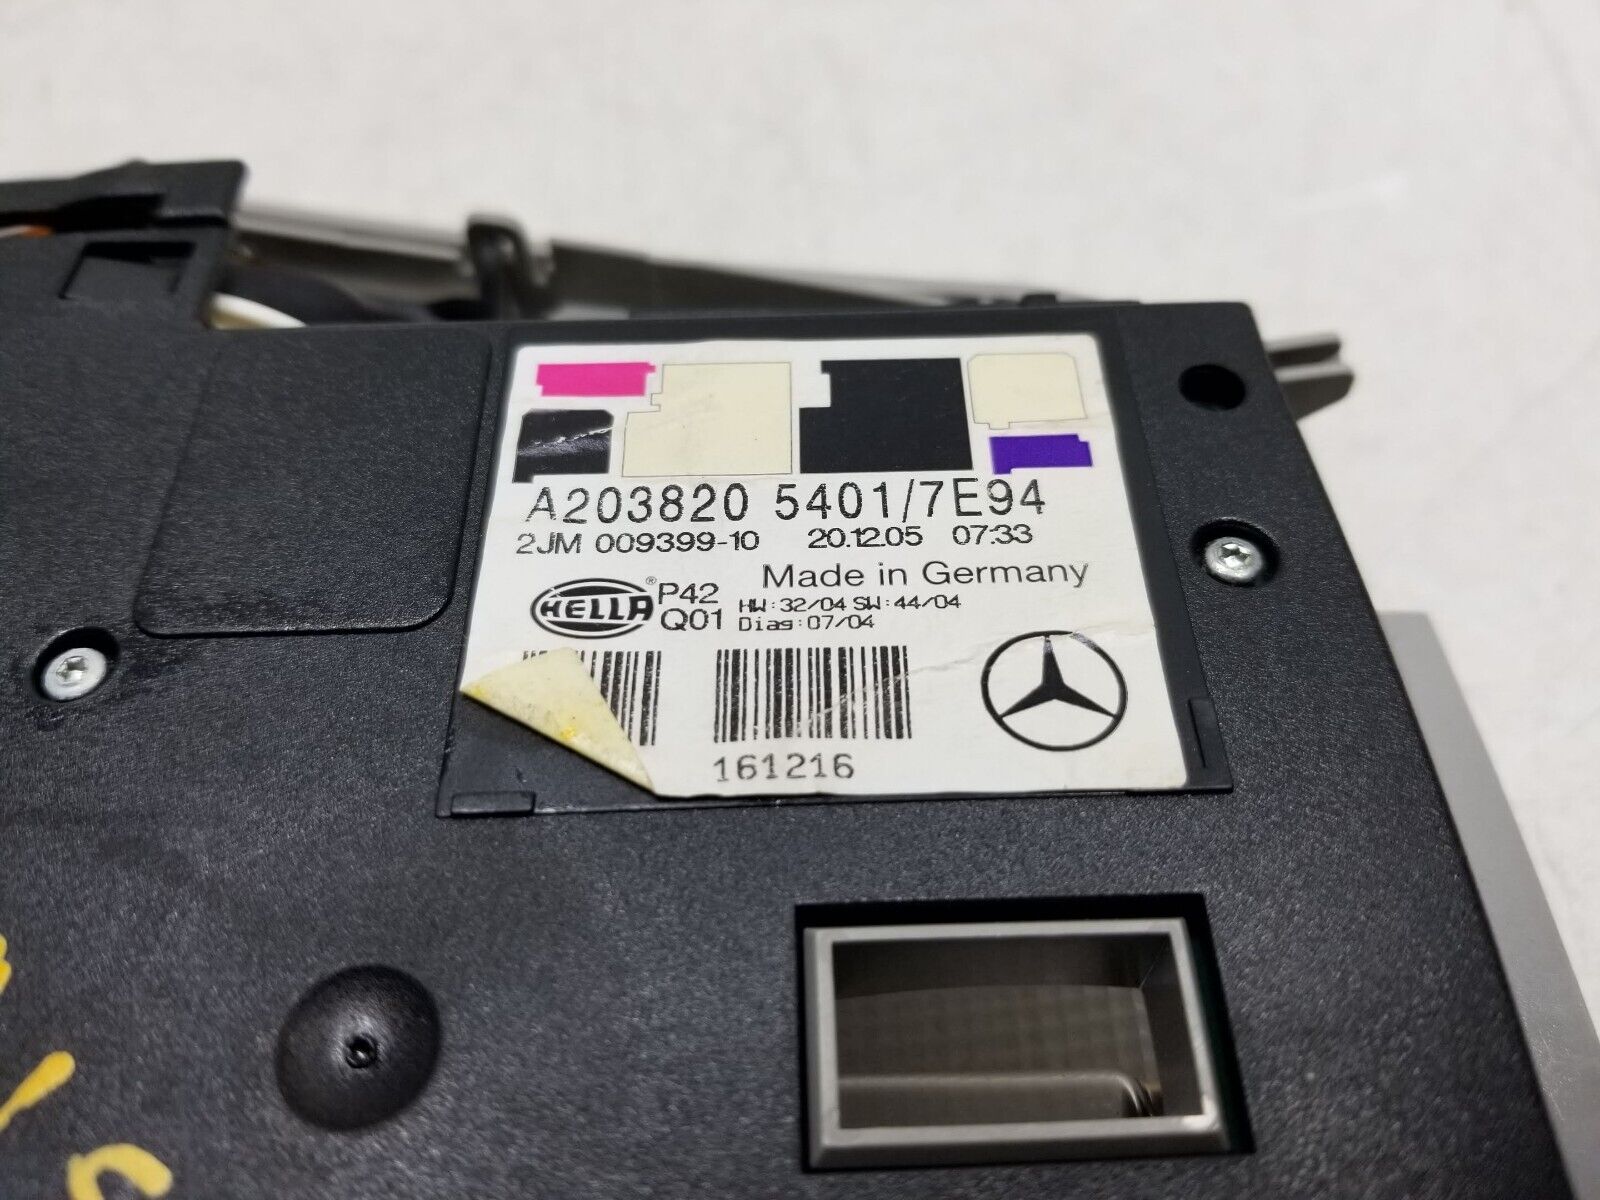 A203820 5401/7E94
2JM 009399-10 20.12.05 07:33
Made in Germany
HELLA® P42 HW:32/04 SW:44/04
Q01 Diag:07/04
161216